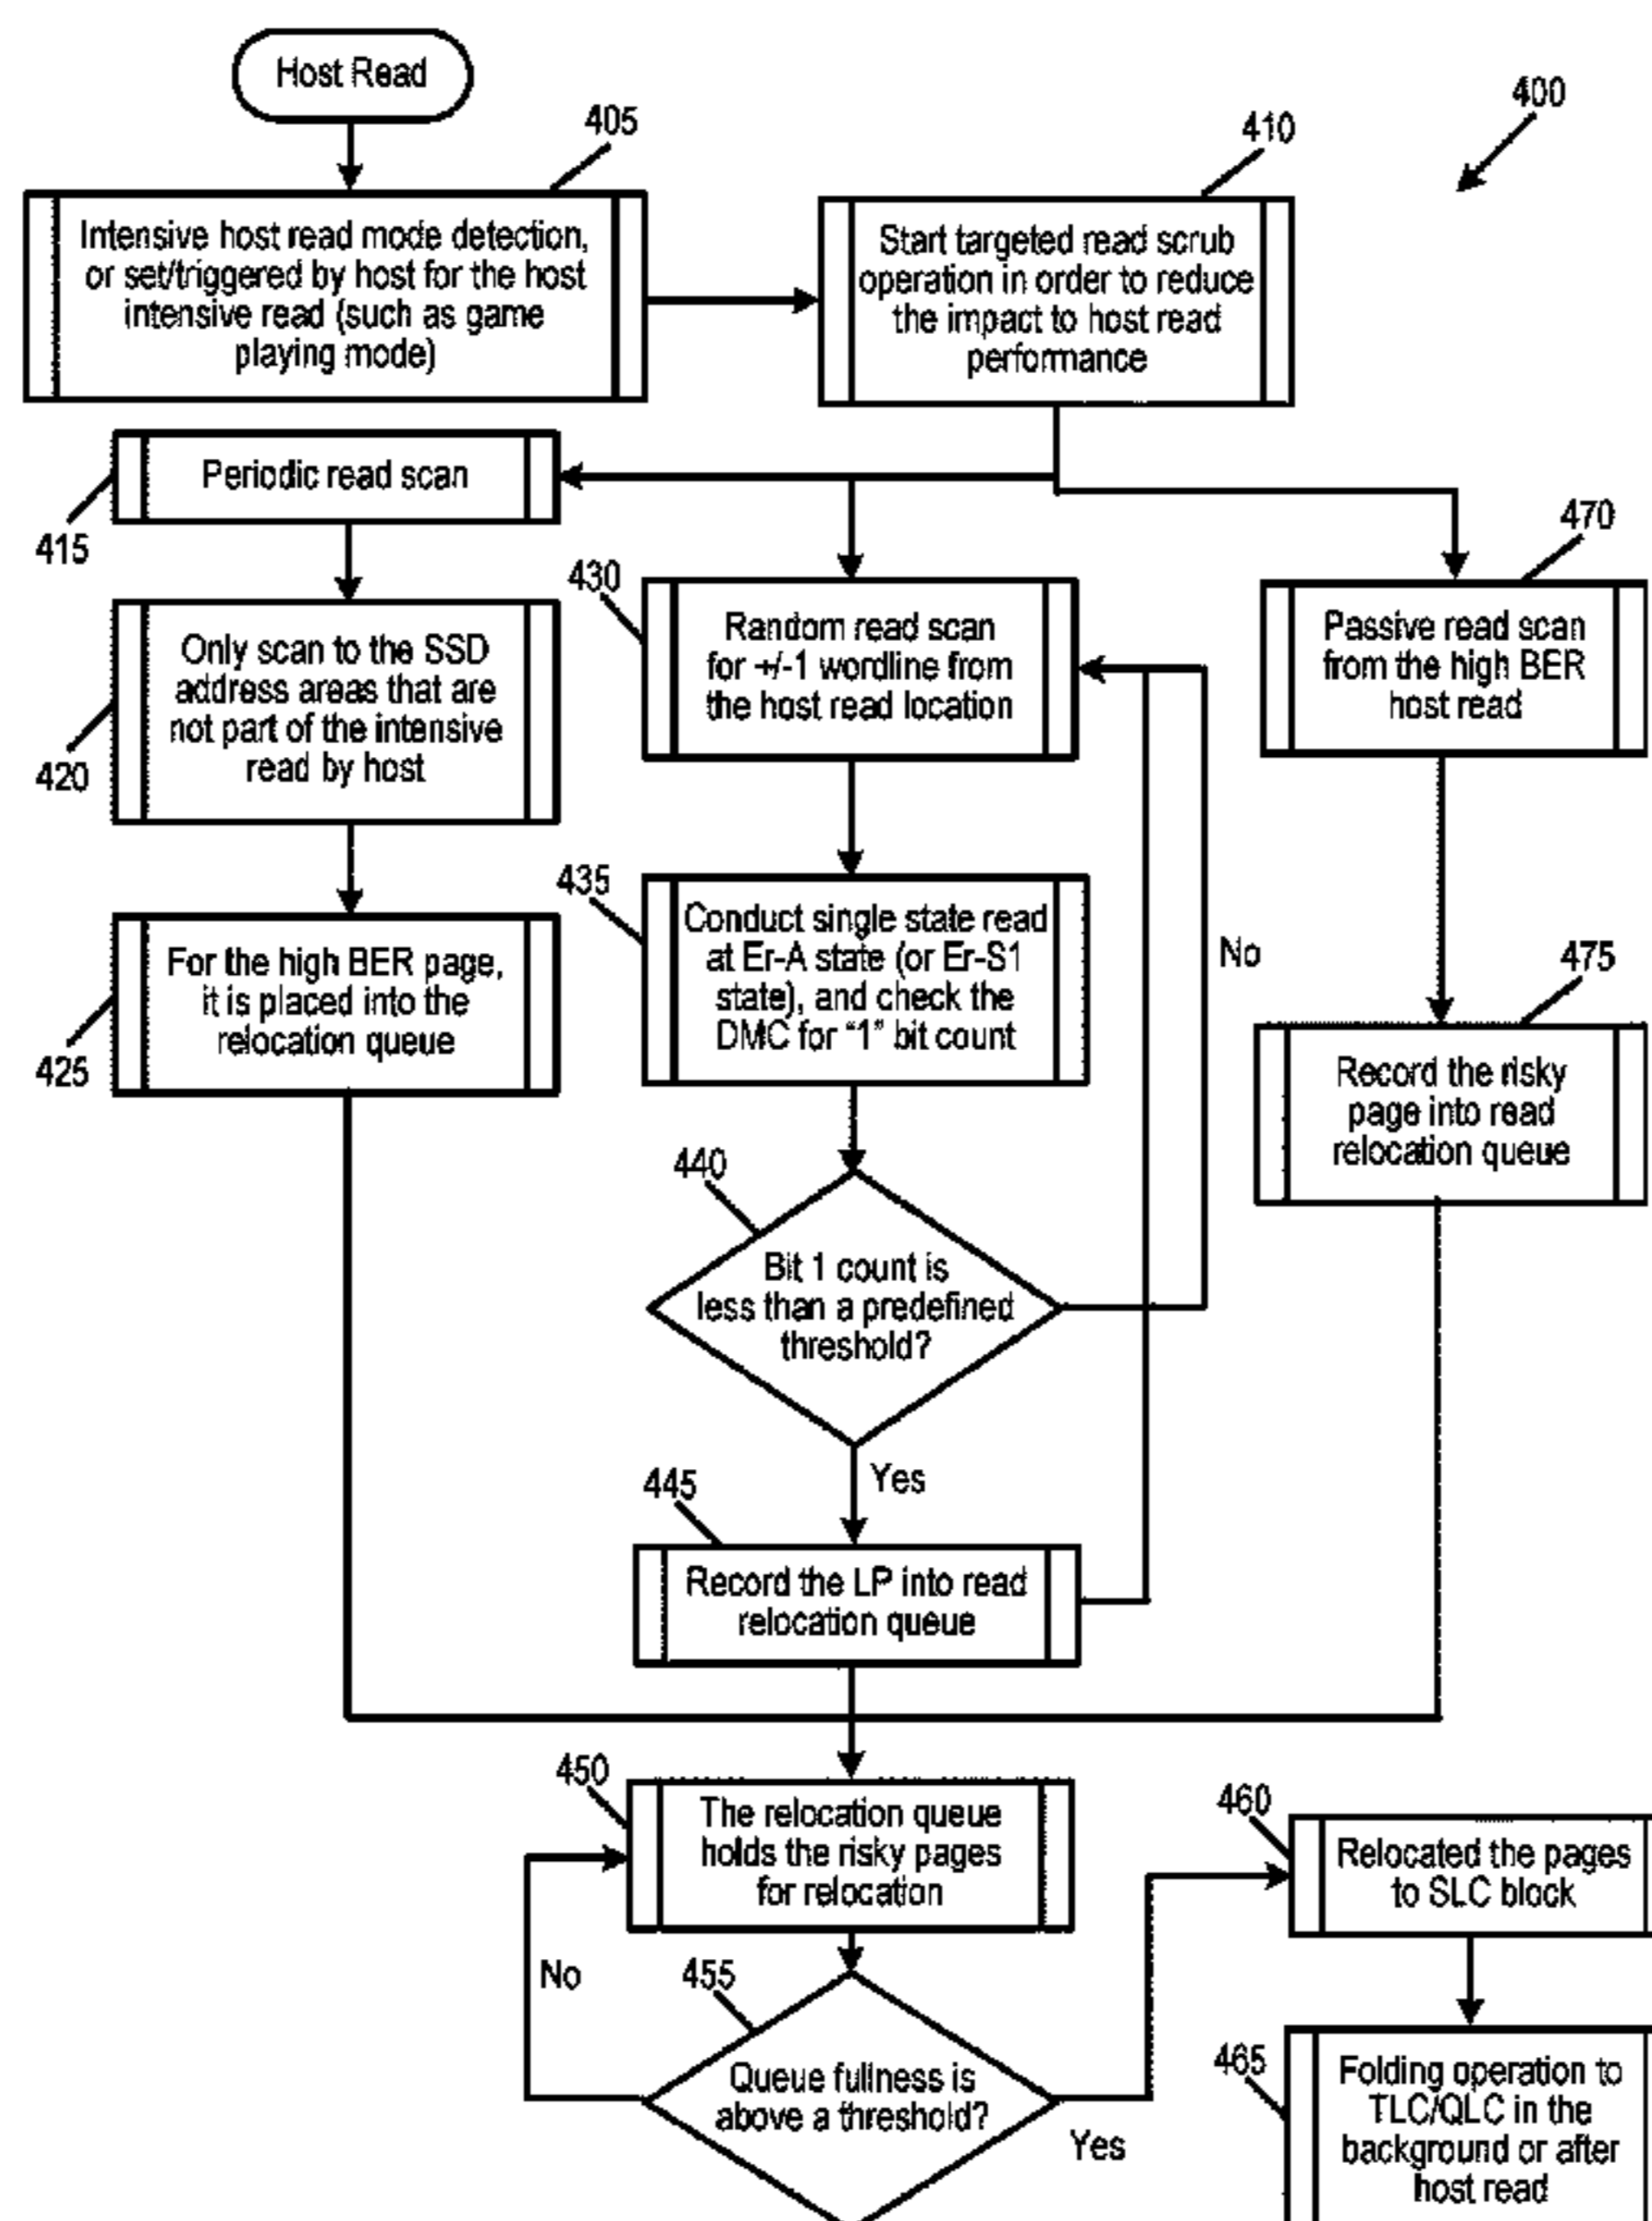 Host Read
400
405
410
Intensive host read mode detection,
or set/triggered by host for the host
intensive read (such as game
playing mode)
Start targeted read scrub
operation in order to reduce
the impact to host read
performance
Periodic read scan
415
470
430
Random read scan
for +/-1 wordline from
the host read location
Passive read scan
from the high BER
host read
Only scan to the SSD
address areas that are
not part of the intensive
read by host
420
435
Conduct single state read
at Er-A state (or Er-S1
state), and check the
DMC for "1" bit count
No
475
For the high BER page,
it is placed into the
relocation queue
425
Record the risky
page into read
relocation queue
440
Bit 1 count is
less than a predefined
threshold?
Yes
445
Record the LP into read
relocation queue
450
The relocation queue
holds the risky pages
for relocation
460
Relocated the pages
to SLC block
No
455
Queue fullness is
above a threshold?
Yes
465
Folding operation to
TLC/QLC in the
background or after
host read